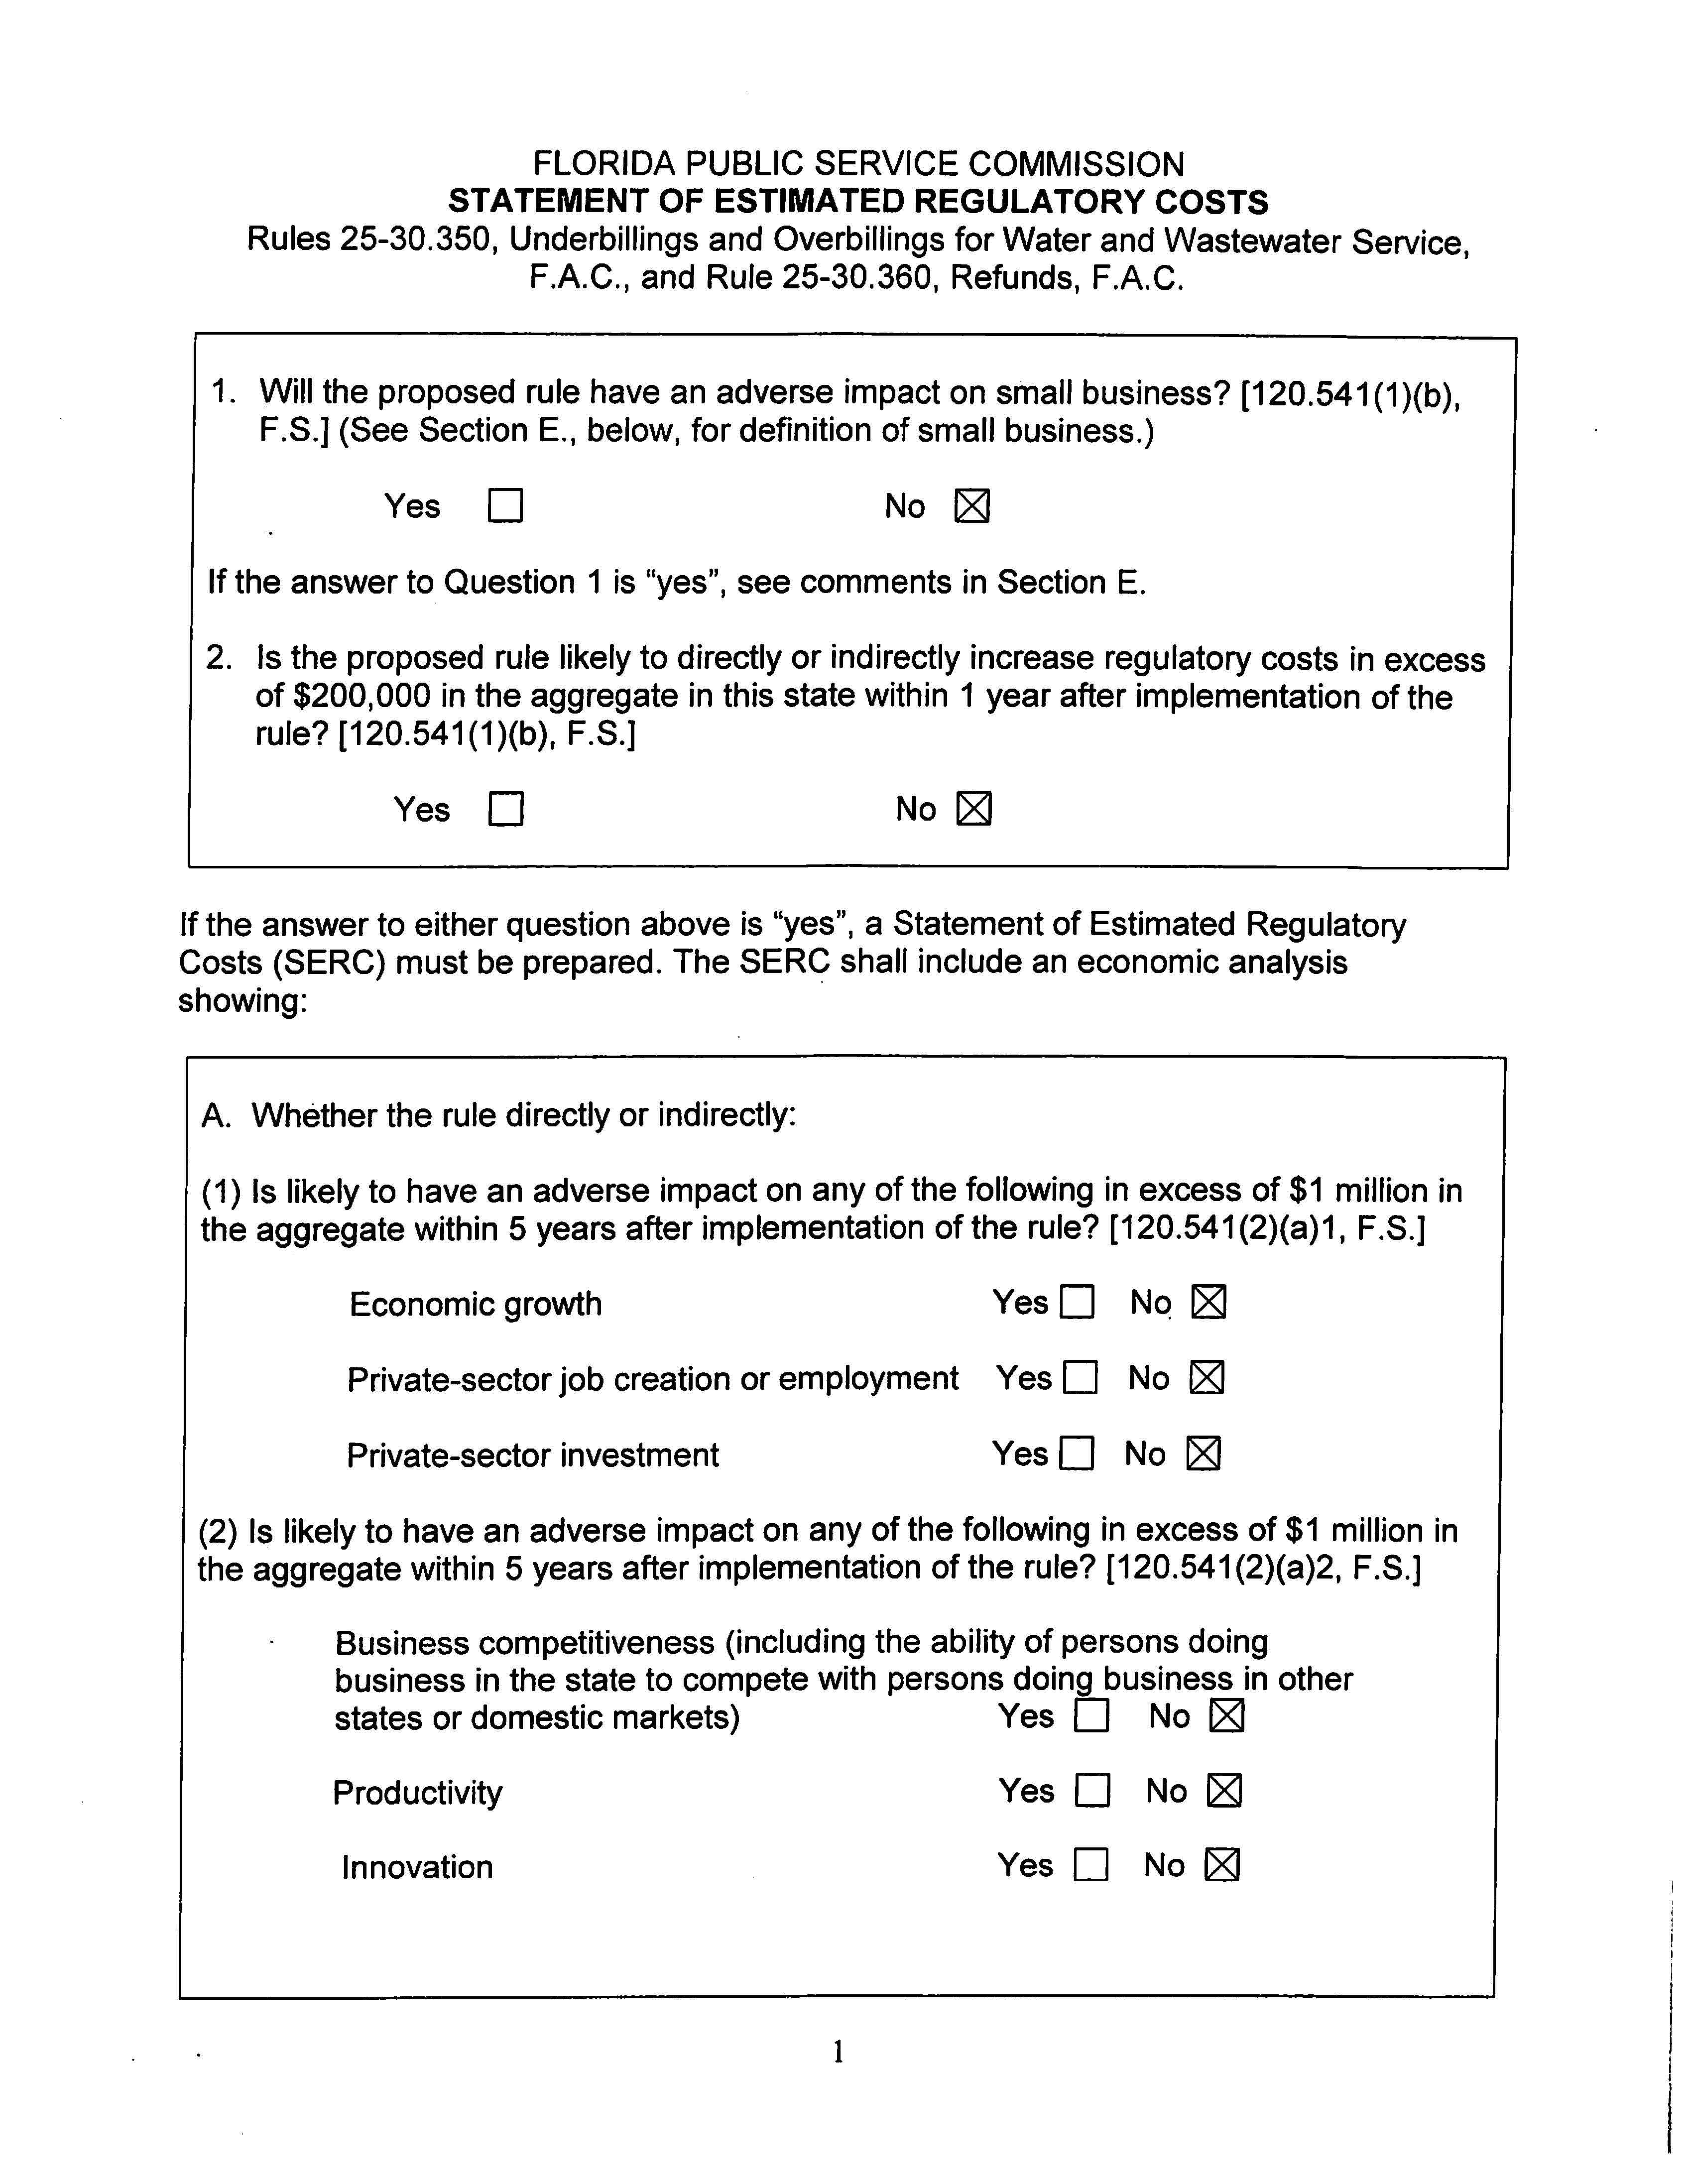 FLORIDA PUBLIC SERVICE COMMISSION
STATEMENT OF ESTIMATED REGULATORY COSTS
Rules 25-30.350, Underbillings and Overbillings for Water and Wastewater Service,
F.A.C., and Rule 25-30.360, Refunds, F.A.C.
1. Will the proposed rule have an adverse impact on small business? [120.541(1)(b),
F.S.] (See Section E., below, for definition of small business.)
Yes ☐ No ☒
If the answer to Question 1 is “yes”, see comments in Section E.
2. Is the proposed rule likely to directly or indirectly increase regulatory costs in excess
of $200,000 in the aggregate in this state within 1 year after implementation of the
rule? [120.541(1)(b), F.S.]
Yes ☐ No ☒
If the answer to either question above is “yes”, a Statement of Estimated Regulatory
Costs (SERC) must be prepared. The SERC shall include an economic analysis
showing:
A. Whether the rule directly or indirectly:
(1) Is likely to have an adverse impact on any of the following in excess of $1 million in
the aggregate within 5 years after implementation of the rule? [120.541(2)(a)1, F.S.]
Economic growth Yes ☐ No ☒
Private-sector job creation or employment Yes ☐ No ☒
Private-sector investment Yes ☐ No ☒
(2) Is likely to have an adverse impact on any of the following in excess of $1 million in
the aggregate within 5 years after implementation of the rule? [120.541(2)(a)2, F.S.]
Business competitiveness (including the ability of persons doing
business in the state to compete with persons doing business in other
states or domestic markets) Yes ☐ No ☒
Productivity Yes ☐ No ☒
Innovation Yes ☐ No ☒
1